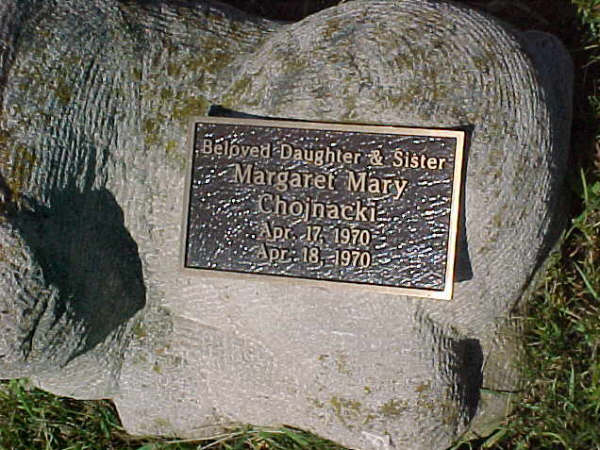 Beloved Daughter & Sister
Margaret Mary
Chojnacki
Apr. 17, 1970
Apr. 18, 1970